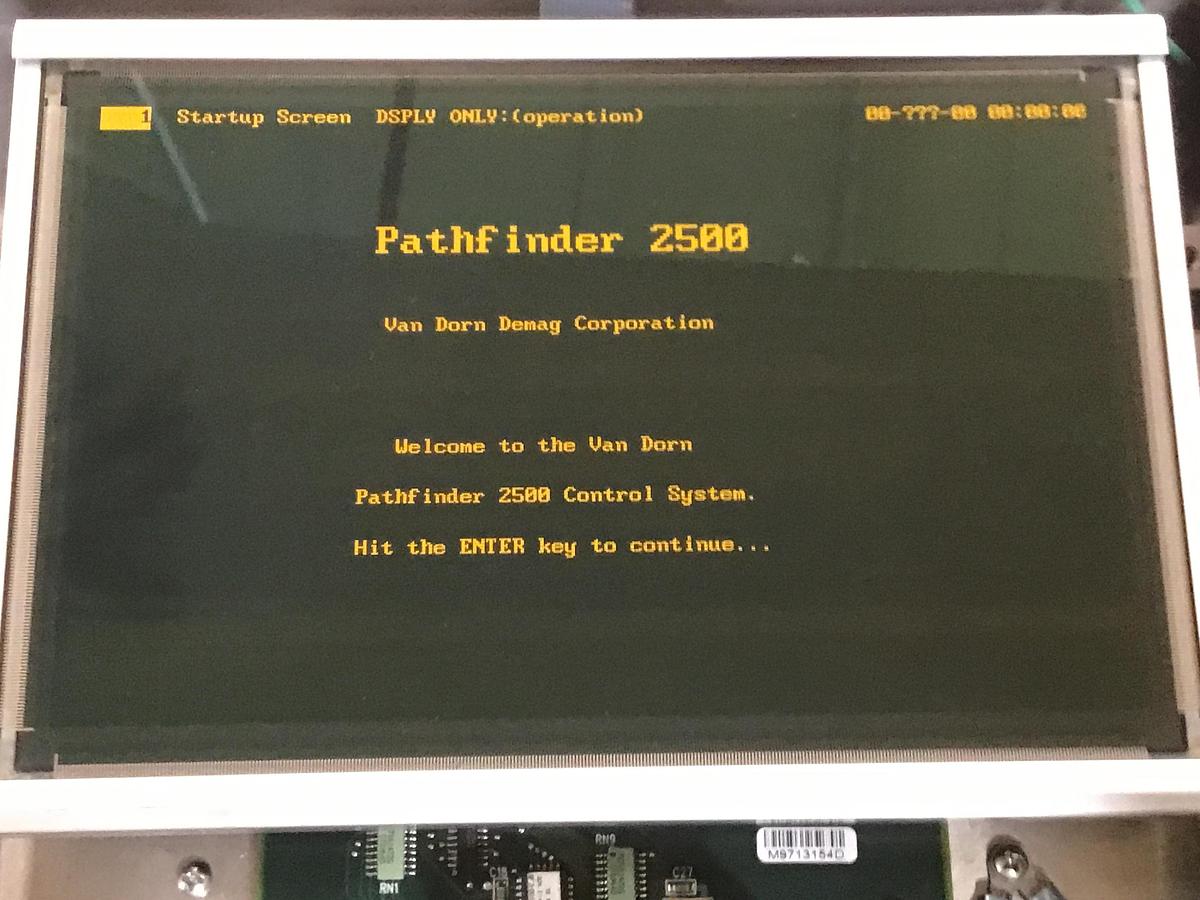 1 Startup Screen DSPLY ONLY:(operation) 00-???-00 00:00:00
Pathfinder 2500
Van Dorn Demag Corporation
Welcome to the Van Dorn
Pathfinder 2500 Control System.
Hit the ENTER key to continue...
RN9
M9713154D
C18
C27
RN1